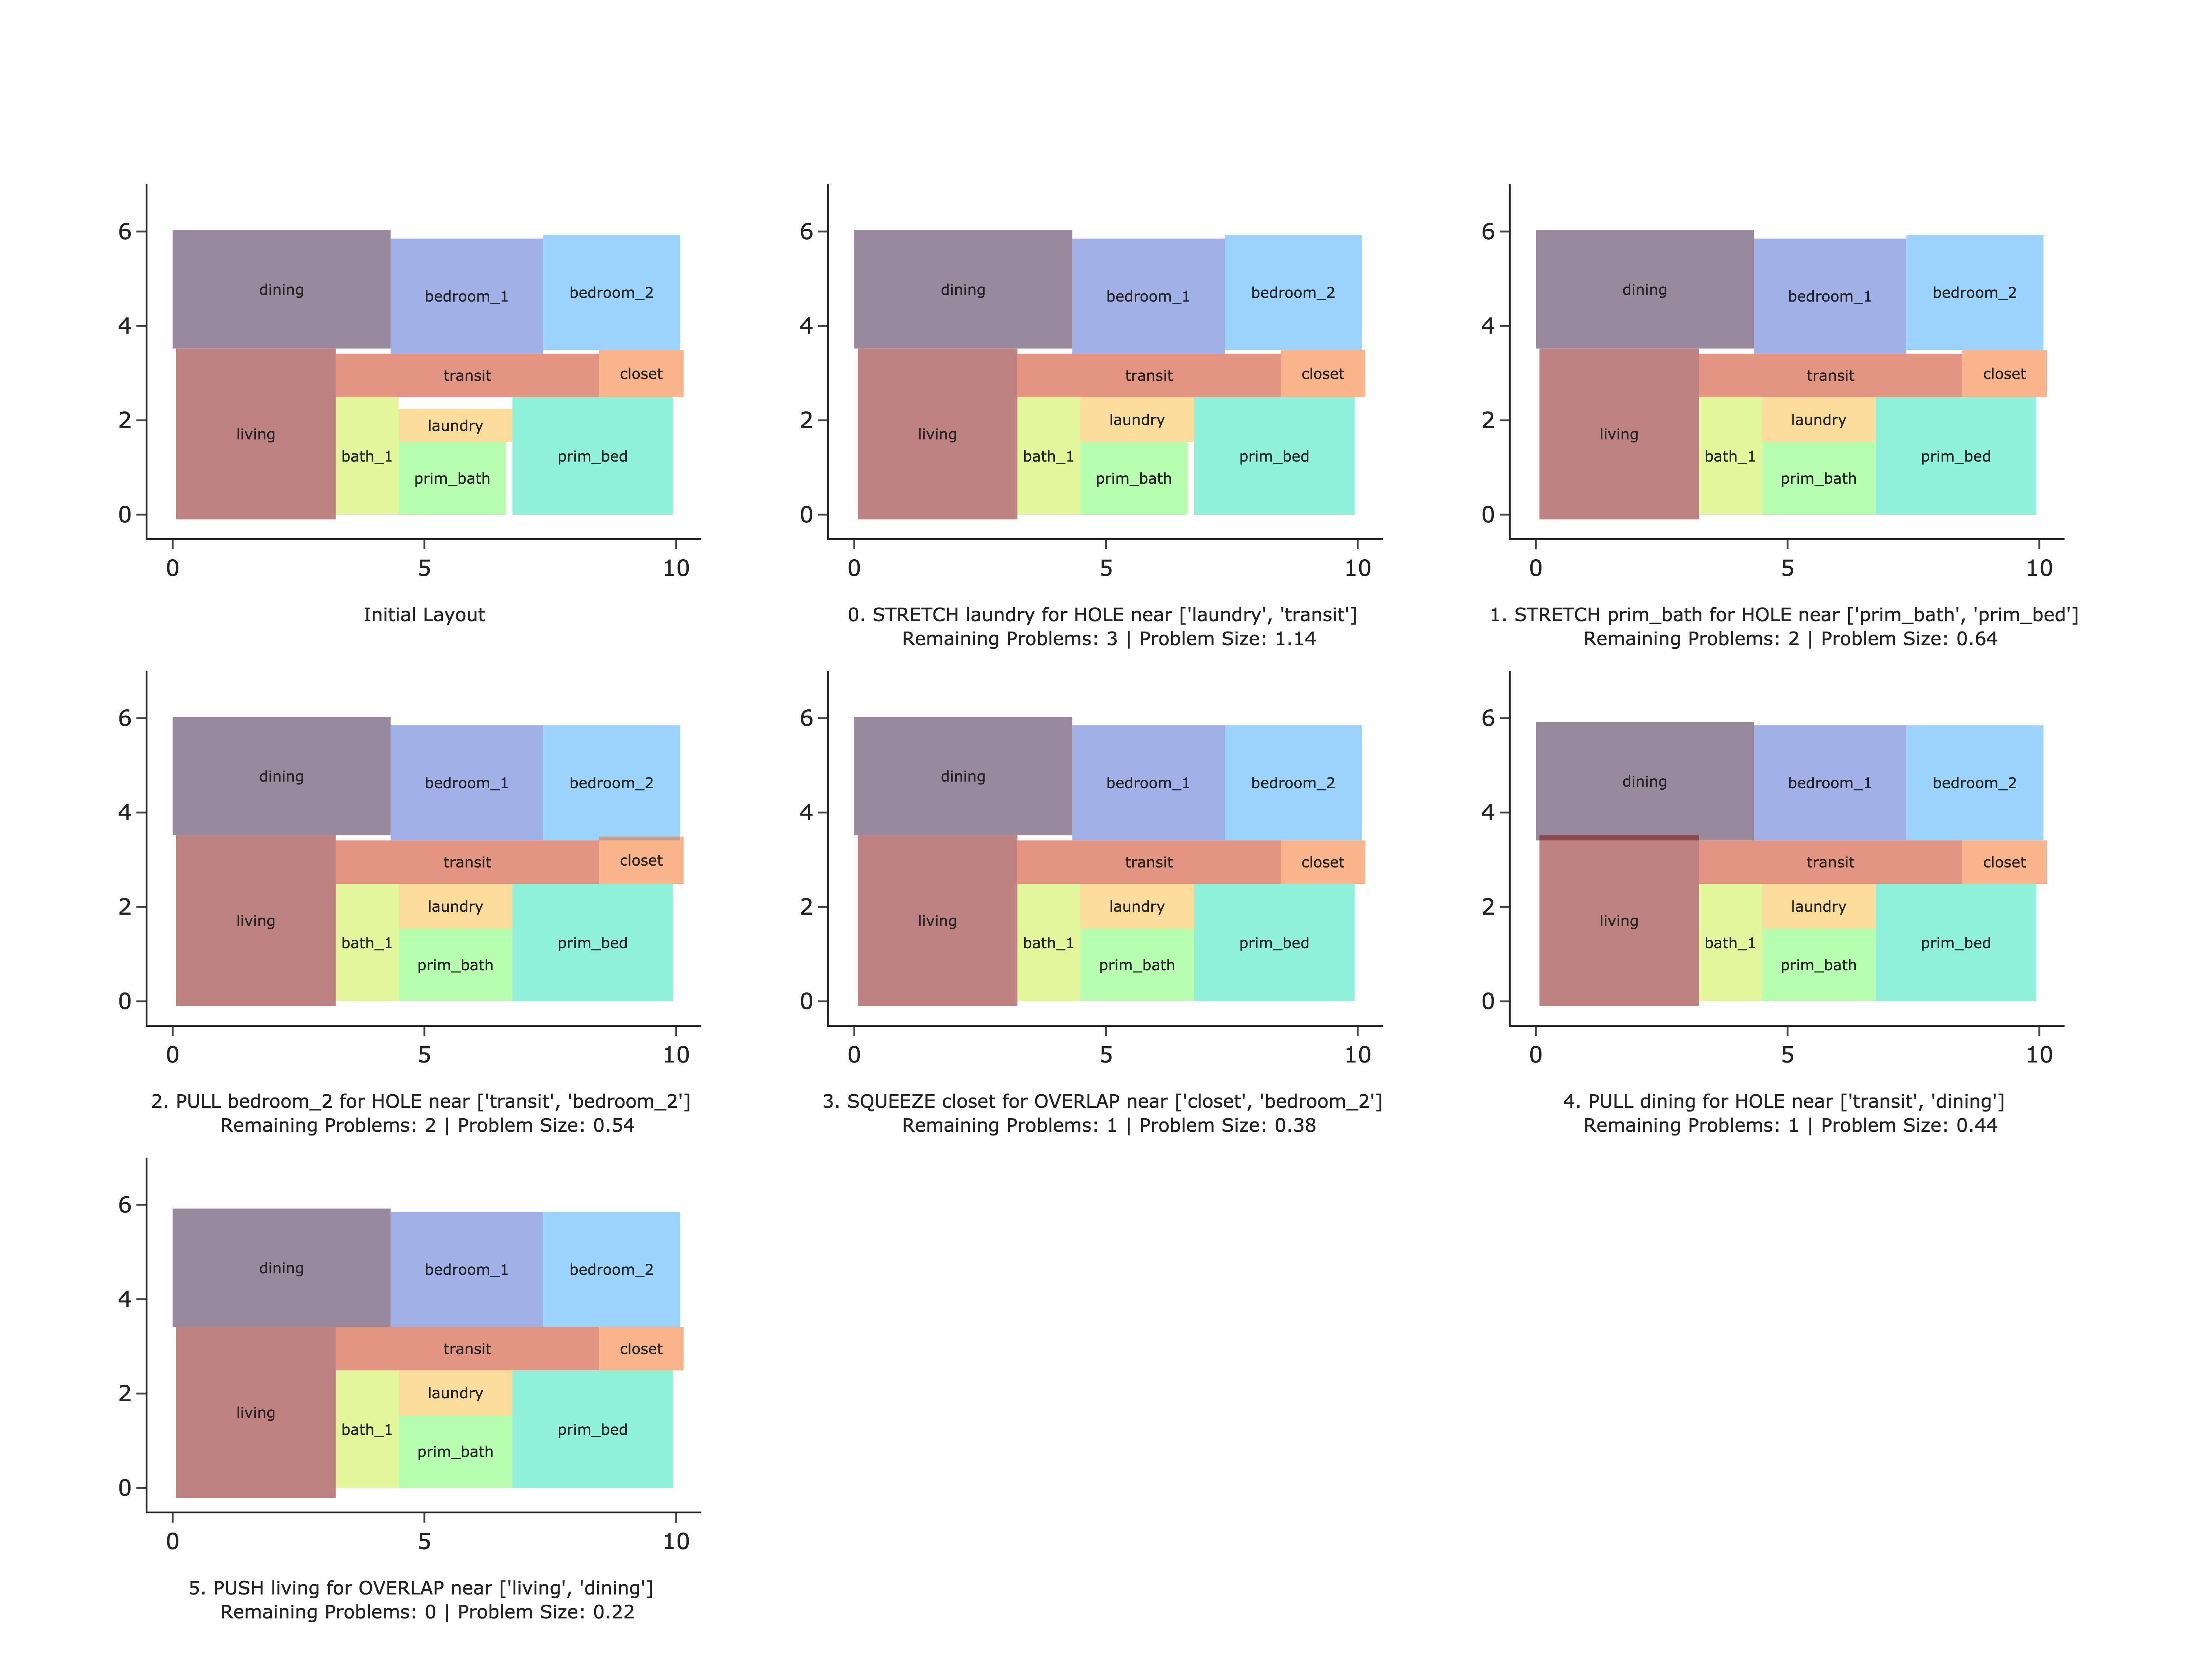 6
4
2
0
dining
bedroom_1
bedroom_2
transit
closet
living
laundry
bath_1
prim_bath
prim_bed
0 5 10
Initial Layout
6
4
2
0
dining
bedroom_1
bedroom_2
transit
closet
living
laundry
bath_1
prim_bath
prim_bed
0 5 10
0. STRETCH laundry for HOLE near ['laundry', 'transit']
Remaining Problems: 3 | Problem Size: 1.14
6
4
2
0
dining
bedroom_1
bedroom_2
transit
closet
living
laundry
bath_1
prim_bath
prim_bed
0 5 10
1. STRETCH prim_bath for HOLE near ['prim_bath', 'prim_bed']
Remaining Problems: 2 | Problem Size: 0.64
6
4
2
0
dining
bedroom_1
bedroom_2
transit
closet
living
laundry
bath_1
prim_bath
prim_bed
0 5 10
2. PULL bedroom_2 for HOLE near ['transit', 'bedroom_2']
Remaining Problems: 2 | Problem Size: 0.54
6
4
2
0
dining
bedroom_1
bedroom_2
transit
closet
living
laundry
bath_1
prim_bath
prim_bed
0 5 10
3. SQUEEZE closet for OVERLAP near ['closet', 'bedroom_2']
Remaining Problems: 1 | Problem Size: 0.38
6
4
2
0
dining
bedroom_1
bedroom_2
transit
closet
living
laundry
bath_1
prim_bath
prim_bed
0 5 10
4. PULL dining for HOLE near ['transit', 'dining']
Remaining Problems: 1 | Problem Size: 0.44
6
4
2
0
dining
bedroom_1
bedroom_2
transit
closet
living
laundry
bath_1
prim_bath
prim_bed
0 5 10
5. PUSH living for OVERLAP near ['living', 'dining']
Remaining Problems: 0 | Problem Size: 0.22